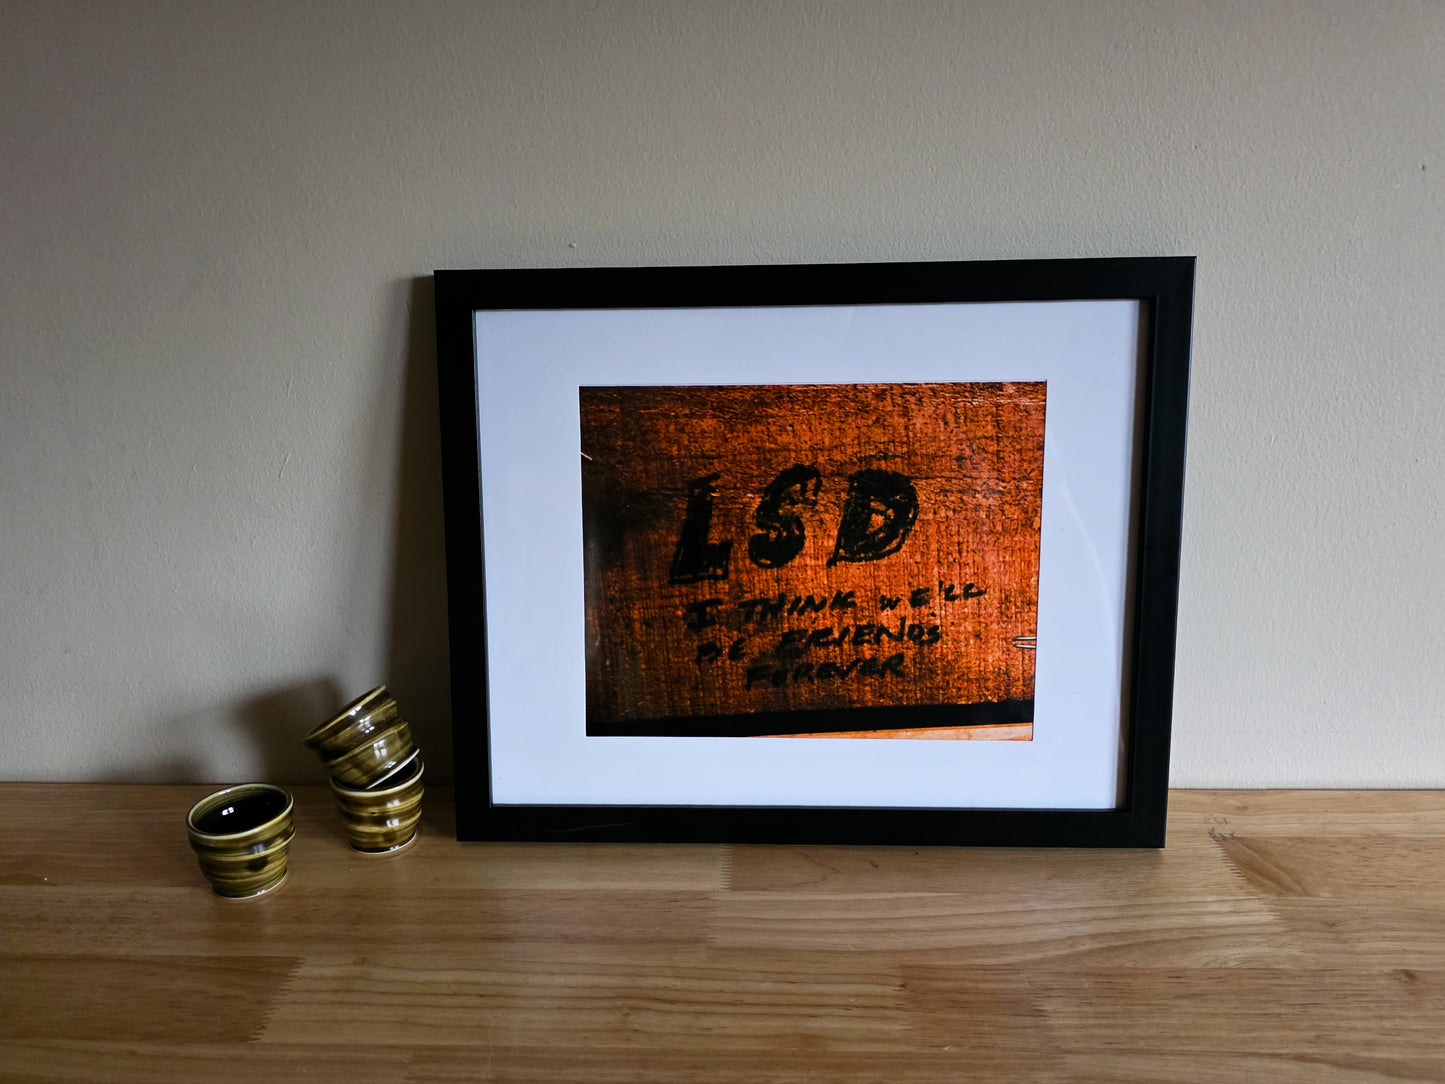 LSD
I THINK WE'LL
BE FRIENDS
FOREVER